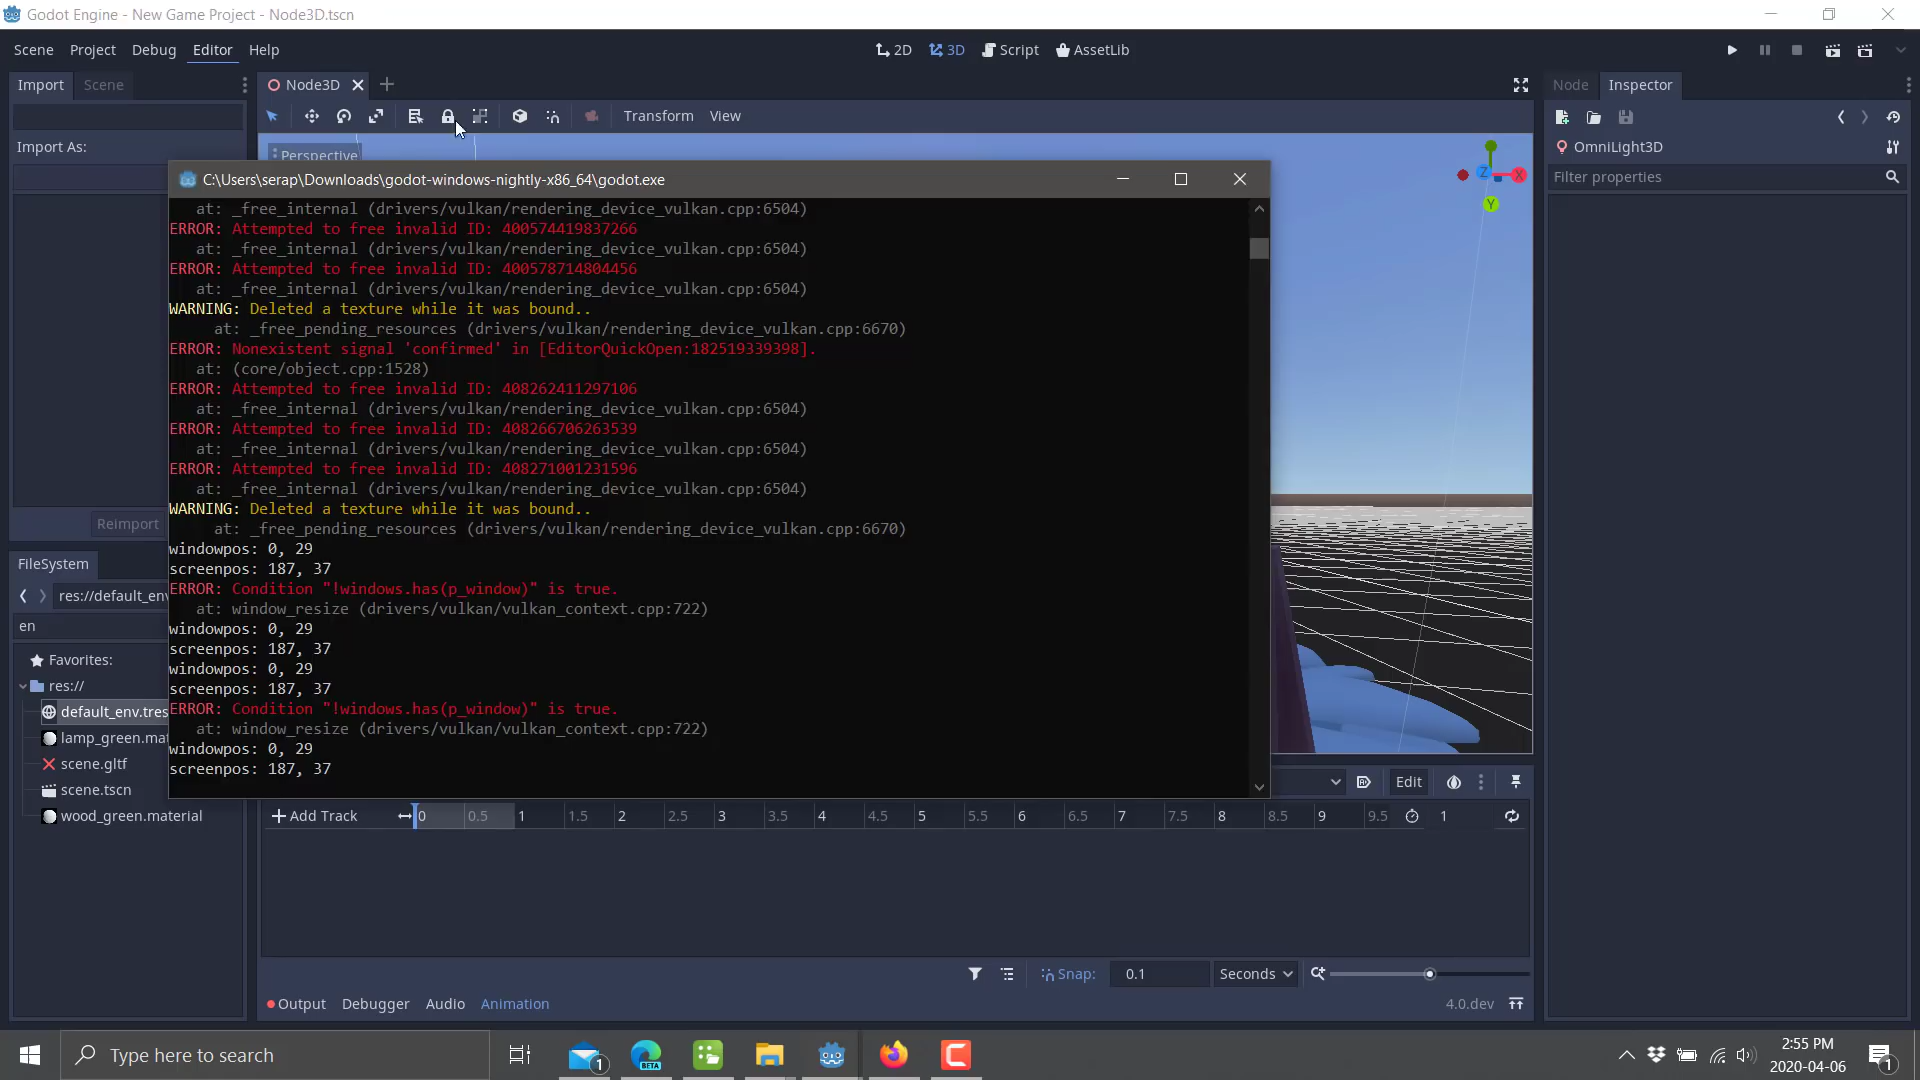 Godot Engine - New Game Project - Node3D.tscn
Scene Project Debug Editor Help
2D 3D Script AssetLib
Import Scene
Node3D
Node Inspector
Transform View
Import As:
Perspective
OmniLight3D
Filter properties
C:\Users\serap\Downloads\godot-windows-nightly-x86_64\godot.exe
at: _free_internal (drivers/vulkan/rendering_device_vulkan.cpp:6504)
ERROR: Attempted to free invalid ID: 400574419837266
at: _free_internal (drivers/vulkan/rendering_device_vulkan.cpp:6504)
ERROR: Attempted to free invalid ID: 400578714804456
at: _free_internal (drivers/vulkan/rendering_device_vulkan.cpp:6504)
WARNING: Deleted a texture while it was bound..
at: _free_pending_resources (drivers/vulkan/rendering_device_vulkan.cpp:6670)
ERROR: Nonexistent signal 'confirmed' in [EditorQuickOpen:182519339398].
at: (core/object.cpp:1528)
ERROR: Attempted to free invalid ID: 408262411297106
at: _free_internal (drivers/vulkan/rendering_device_vulkan.cpp:6504)
ERROR: Attempted to free invalid ID: 408266706263539
at: _free_internal (drivers/vulkan/rendering_device_vulkan.cpp:6504)
ERROR: Attempted to free invalid ID: 408271001231596
at: _free_internal (drivers/vulkan/rendering_device_vulkan.cpp:6504)
WARNING: Deleted a texture while it was bound..
at: _free_pending_resources (drivers/vulkan/rendering_device_vulkan.cpp:6670)
windowpos: 0, 29
screenpos: 187, 37
ERROR: Condition "!windows.has(p_window)" is true.
at: window_resize (drivers/vulkan/vulkan_context.cpp:722)
windowpos: 0, 29
screenpos: 187, 37
windowpos: 0, 29
screenpos: 187, 37
ERROR: Condition "!windows.has(p_window)" is true.
at: window_resize (drivers/vulkan/vulkan_context.cpp:722)
windowpos: 0, 29
screenpos: 187, 37
X
Z
Y
Reimport
FileSystem
res://default_env
en
Favorites:
res://
default_env.tres
lamp_green.ma
scene.gltf
scene.tscn
wood_green.material
Edit
Add Track 0 0.5 1 1.5 2 2.5 3 3.5 4 4.5 5 5.5 6 6.5 7 7.5 8 8.5 9 9.5 1
Snap: 0.1 Seconds
Output Debugger Audio Animation
4.0.dev
Type here to search
1
BETA
2:55 PM
2020-04-06
1